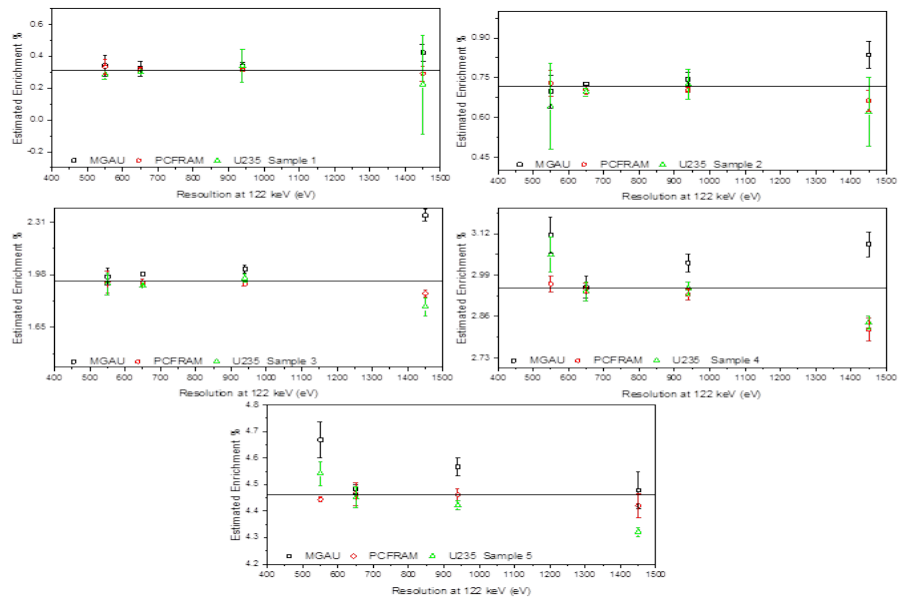 Estimated Enrichment %
0.6
0.4
0.2
0.0
-0.2
MGAU PCFRAM U235 Sample 1
400 500 600 700 800 900 1000 1100 1200 1300 1400 1500
Resoultion at 122 keV (eV)
Estimated Enrichment %
0.90
0.75
0.60
0.45
MGAU PCFRAM U235 Sample 2
400 500 600 700 800 900 1000 1100 1200 1300 1400 1500
Resolution at 122 keV (eV)
Estimated Enrichment %
2.31
1.98
1.65
MGAU PCFRAM U235 Sample 3
400 500 600 700 800 900 1000 1100 1200 1300 1400 1500
Resolution at 122 keV (eV)
Estimated Enrichment %
3.12
2.99
2.86
2.73
MGAU PCFRAM U235 Sample 4
400 500 600 700 800 900 1000 1100 1200 1300 1400 1500
Resolution at 122 keV (eV)
Estimated Enrichment %
4.8
4.7
4.6
4.5
4.4
4.3
4.2
MGAU PCFRAM U235 Sample 5
400 500 600 700 800 900 1000 1100 1200 1300 1400 1500
Resolution at 122 keV (eV)